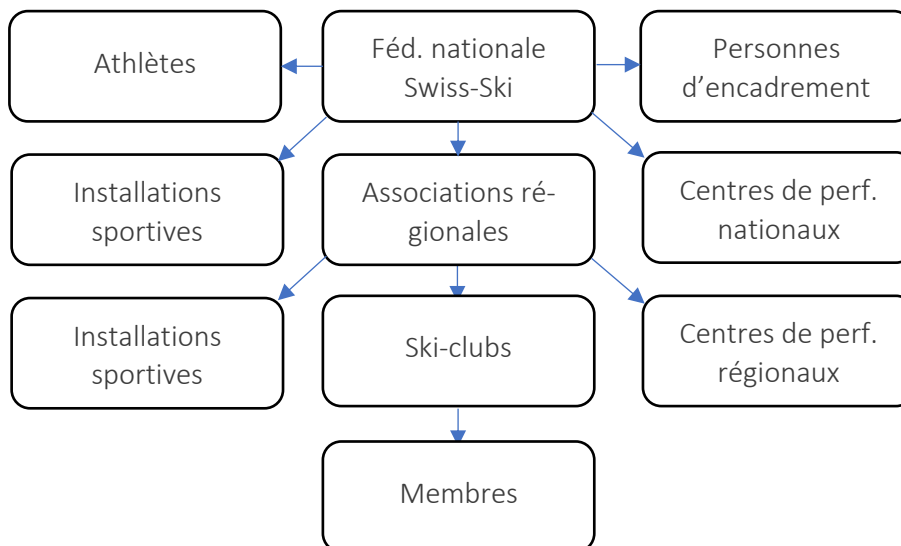 Athlètes
Féd. nationale
Swiss-Ski
Personnes
d’encadrement
Installations
sportives
Associations ré-
gionales
Centres de perf.
nationaux
Installations
sportives
Ski-clubs
Centres de perf.
régionaux
Membres